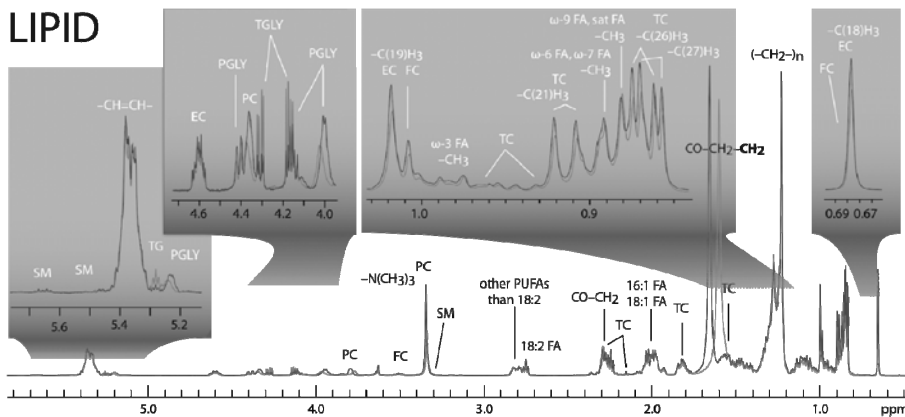 LIPID
–CH=CH–
SM
SM
TG
PGLY
5.6
5.4
5.2
TGLY
PGLY
PGLY
PC
EC
4.6
4.4
4.2
4.0
–C(19)H3
EC
FC
ω-3 FA
–CH3
TC
TC
–C(21)H3
ω-6 FA, ω-7 FA
–CH3
ω-9 FA, sat FA
–CH3
TC
–C(26)H3
–C(27)H3
1.0
0.9
CO–CH2–CH2
(–CH2–)n
–C(18)H3
EC
FC
0.69
0.67
–N(CH3)3
PC
SM
PC
FC
other PUFAs
than 18:2
18:2 FA
CO–CH2
TC
16:1 FA
18:1 FA
TC
TC
5.0
4.0
3.0
2.0
1.0
ppm